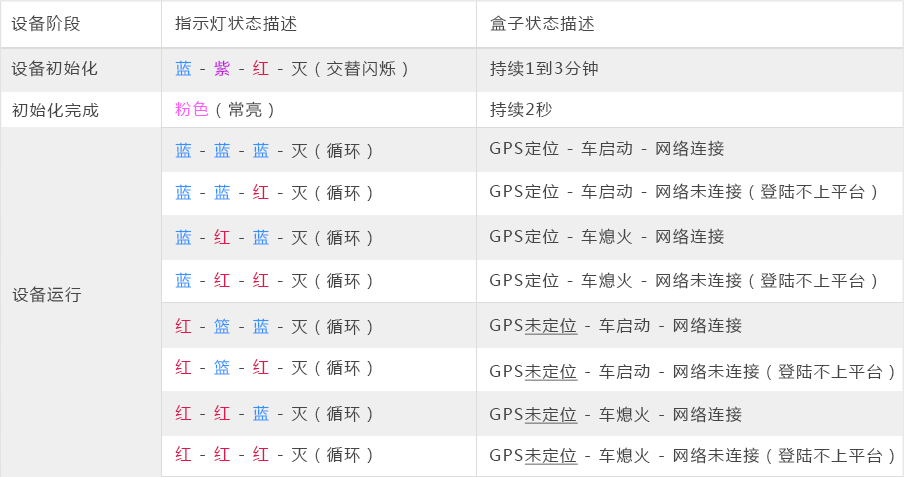 设备阶段 指示灯状态描述 盒子状态描述
设备初始化 蓝 - 紫 - 红 - 灭（交替闪烁） 持续1到3分钟
初始化完成 粉色（常亮） 持续2秒
蓝 - 蓝 - 蓝 - 灭（循环） GPS定位 - 车启动 - 网络连接
蓝 - 蓝 - 红 - 灭（循环） GPS定位 - 车启动 - 网络未连接（登陆不上平台）
蓝 - 红 - 蓝 - 灭（循环） GPS定位 - 车熄火 - 网络连接
蓝 - 红 - 红 - 灭（循环） GPS定位 - 车熄火 - 网络未连接（登陆不上平台）
设备运行
红 - 篮 - 蓝 - 灭（循环） GPS未定位 - 车启动 - 网络连接
红 - 篮 - 红 - 灭（循环） GPS未定位 - 车启动 - 网络未连接（登陆不上平台）
红 - 红 - 蓝 - 灭（循环） GPS未定位 - 车熄火 - 网络连接
红 - 红 - 红 - 灭（循环） GPS未定位 - 车熄火 - 网络未连接（登陆不上平台）